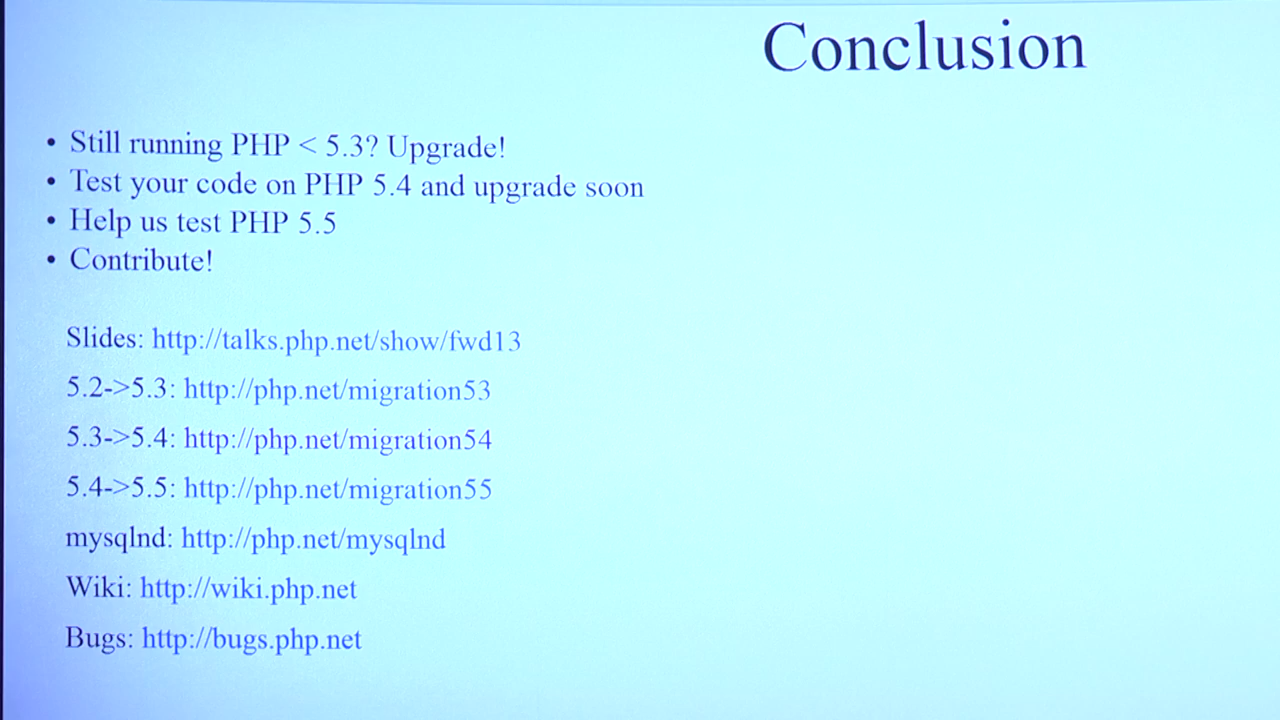 Conclusion
• Still running PHP < 5.3? Upgrade!
• Test your code on PHP 5.4 and upgrade soon
• Help us test PHP 5.5
• Contribute!
Slides: http://talks.php.net/show/fwd13
5.2->5.3: http://php.net/migration53
5.3->5.4: http://php.net/migration54
5.4->5.5: http://php.net/migration55
mysqlnd: http://php.net/mysqlnd
Wiki: http://wiki.php.net
Bugs: http://bugs.php.net